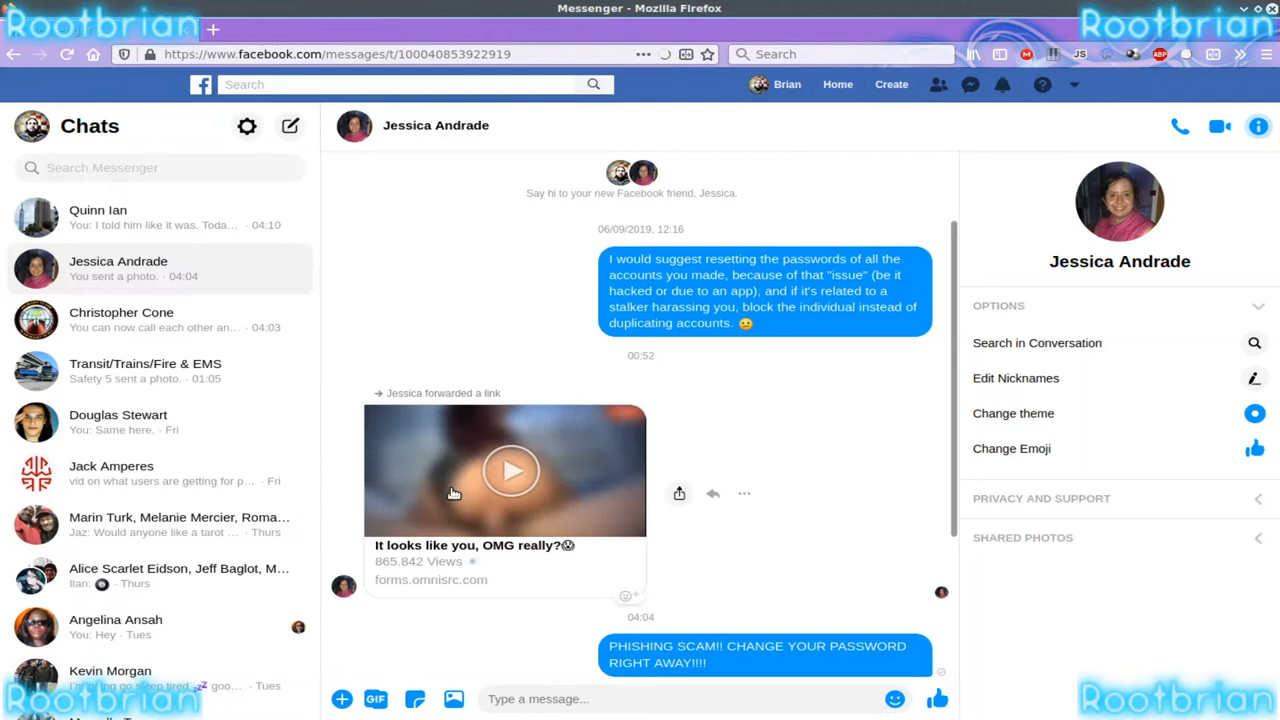 Messenger - Mozilla Firefox
Rootbrian
Rootbrian
https://www.facebook.com/messages/t/100040853922919
Search
JS
ABP
Search
Brian
Home
Create
Chats
Search Messenger
Quinn Ian
You: I told him like it was. Toda... · 04:10
Jessica Andrade
You sent a photo. · 04:04
Christopher Cone
You can now call each other an... · 04:03
Transit/Trains/Fire & EMS
Safety 5 sent a photo. · 01:05
Douglas Stewart
You: Same here. · Fri
Jack Amperes
vid on what users are getting for p... · Fri
Marin Turk, Melanie Mercier, Roma...
Jaz: Would anyone like a tarot ... · Thurs
Alice Scarlet Eidson, Jeff Baglot, M...
Ilan: · Thurs
Angelina Ansah
You: Hey · Tues
Kevin Morgan
goo... · Tues
Rootbrian
Jessica Andrade
Say hi to your new Facebook friend, Jessica.
06/09/2019, 12:16
I would suggest resetting the passwords of all the
accounts you made, because of that "issue" (be it
hacked or due to an app), and if it's related to a
stalker harassing you, block the individual instead of
duplicating accounts. 😕
00:52
Jessica forwarded a link
It looks like you, OMG really?😱
865.842 Views
forms.omnisrc.com
04:04
PHISHING SCAM!! CHANGE YOUR PASSWORD
RIGHT AWAY!!!!
GIF
Type a message...
Jessica Andrade
OPTIONS
Search in Conversation
Edit Nicknames
Change theme
Change Emoji
PRIVACY AND SUPPORT
SHARED PHOTOS
Rootbrian